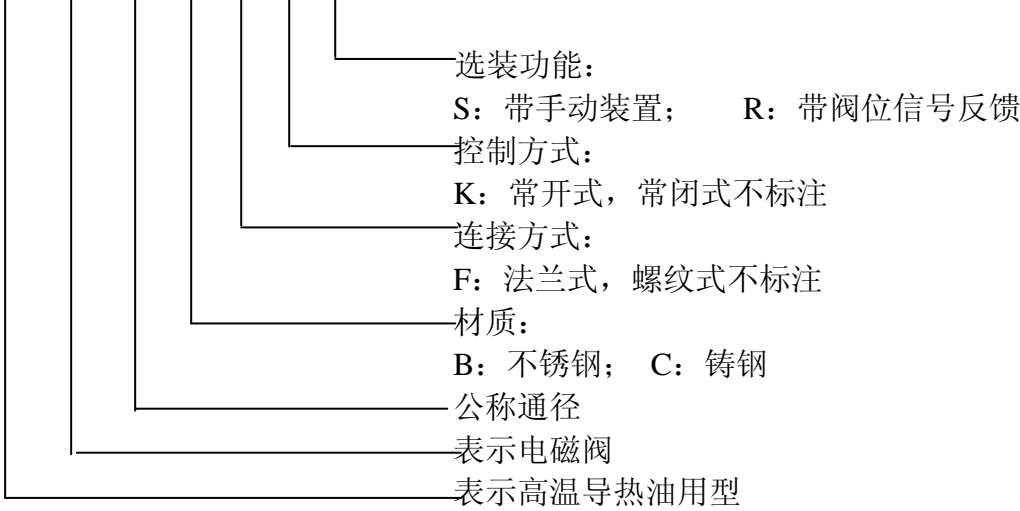 选装功能：
S：带手动装置； R：带阀位信号反馈
控制方式：
K：常开式，常闭式不标注
连接方式：
F：法兰式，螺纹式不标注
材质：
B：不锈钢； C：铸钢
公称通径
表示电磁阀
表示高温导热油用型